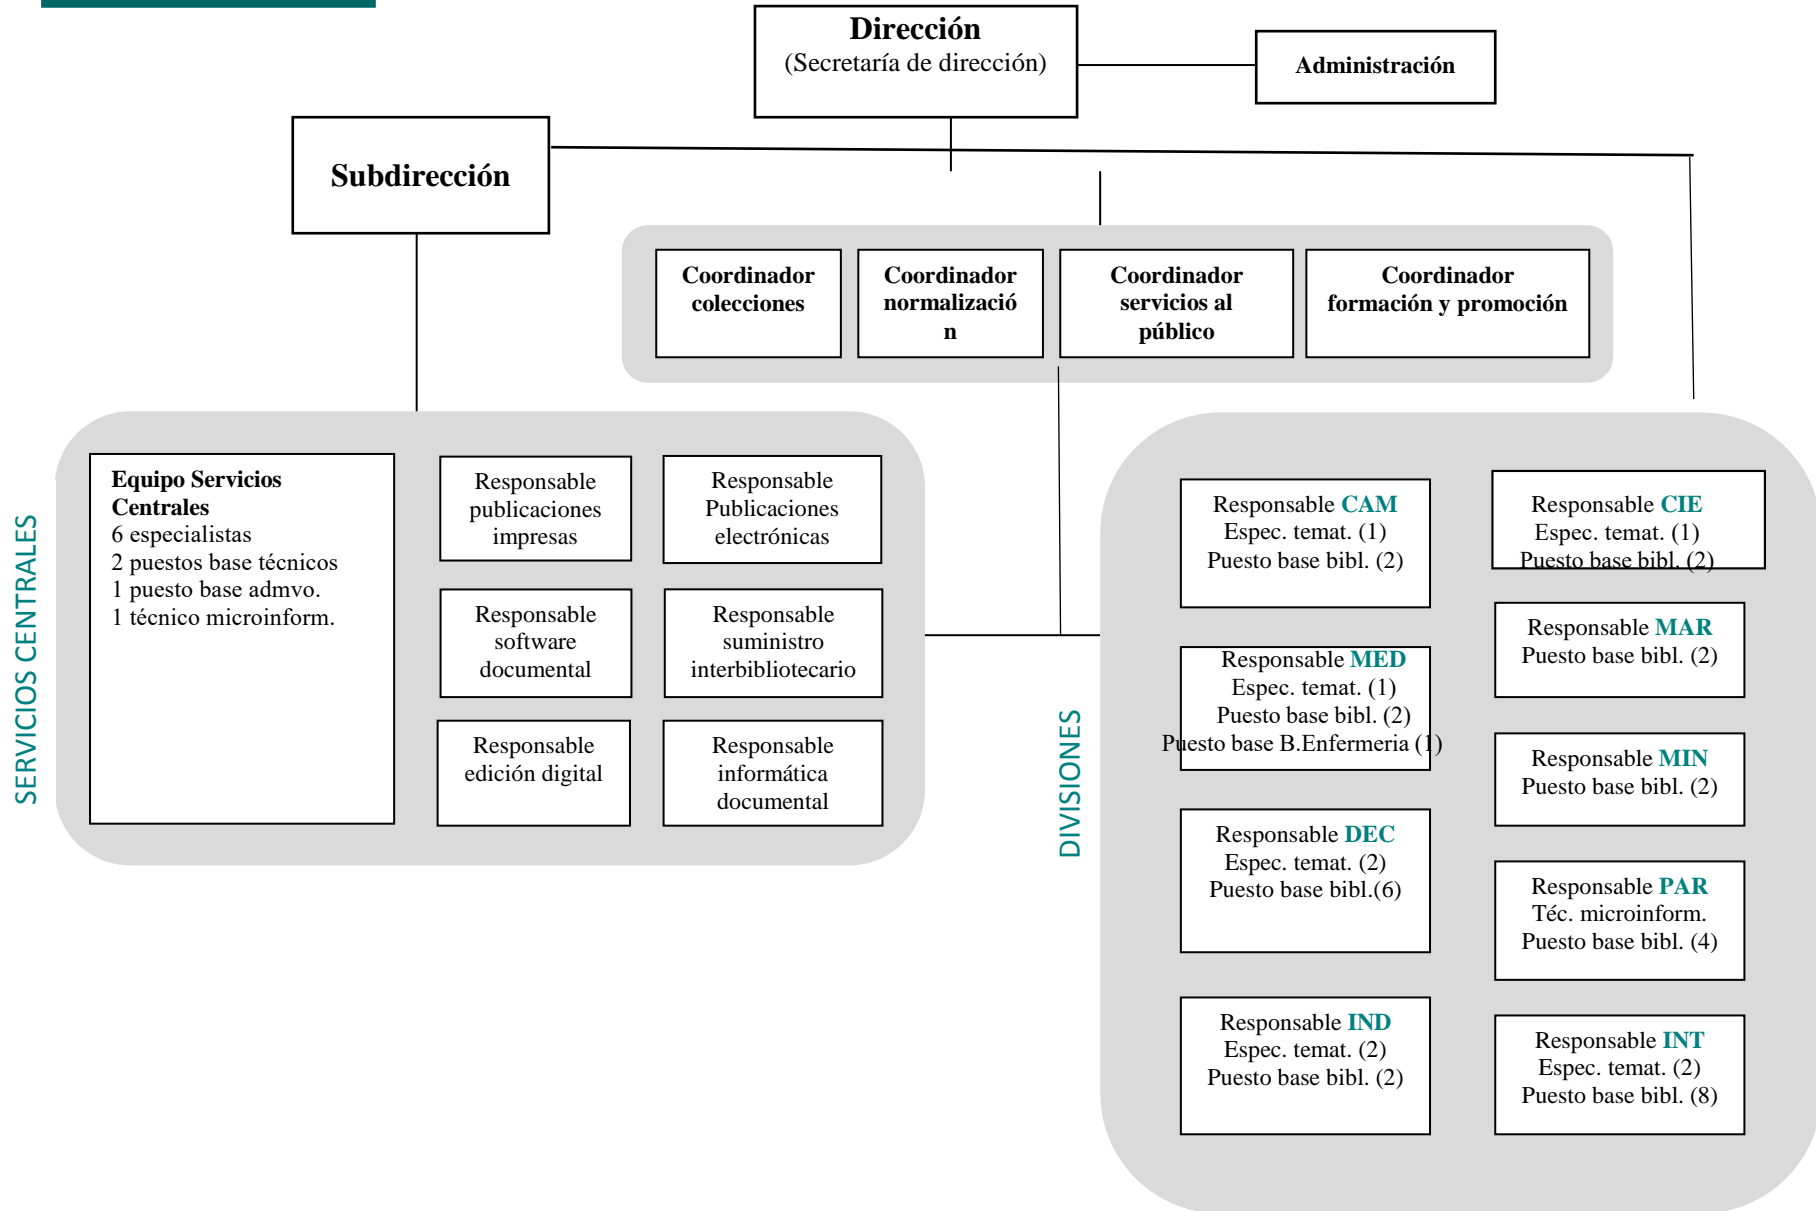 Dirección
(Secretaría de dirección)
Administración
Subdirección
Coordinador
colecciones
Coordinador
normalizació
n
Coordinador
servicios al
público
Coordinador
formación y promoción
SERVICIOS CENTRALES
Equipo Servicios
Centrales
6 especialistas
2 puestos base técnicos
1 puesto base admvo.
1 técnico microinform.
Responsable
publicaciones
impresas
Responsable
Publicaciones
electrónicas
Responsable
software
documental
Responsable
suministro
interbibliotecario
Responsable
edición digital
Responsable
informática
documental
DIVISIONES
Responsable CAM
Espec. temat. (1)
Puesto base bibl. (2)
Responsable CIE
Espec. temat. (1)
Puesto base bibl. (2)
Responsable MED
Espec. temat. (1)
Puesto base bibl. (2)
Puesto base B.Enfermeria (1)
Responsable MAR
Puesto base bibl. (2)
Responsable MIN
Puesto base bibl. (2)
Responsable DEC
Espec. temat. (2)
Puesto base bibl.(6)
Responsable PAR
Téc. microinform.
Puesto base bibl. (4)
Responsable IND
Espec. temat. (2)
Puesto base bibl. (2)
Responsable INT
Espec. temat. (2)
Puesto base bibl. (8)